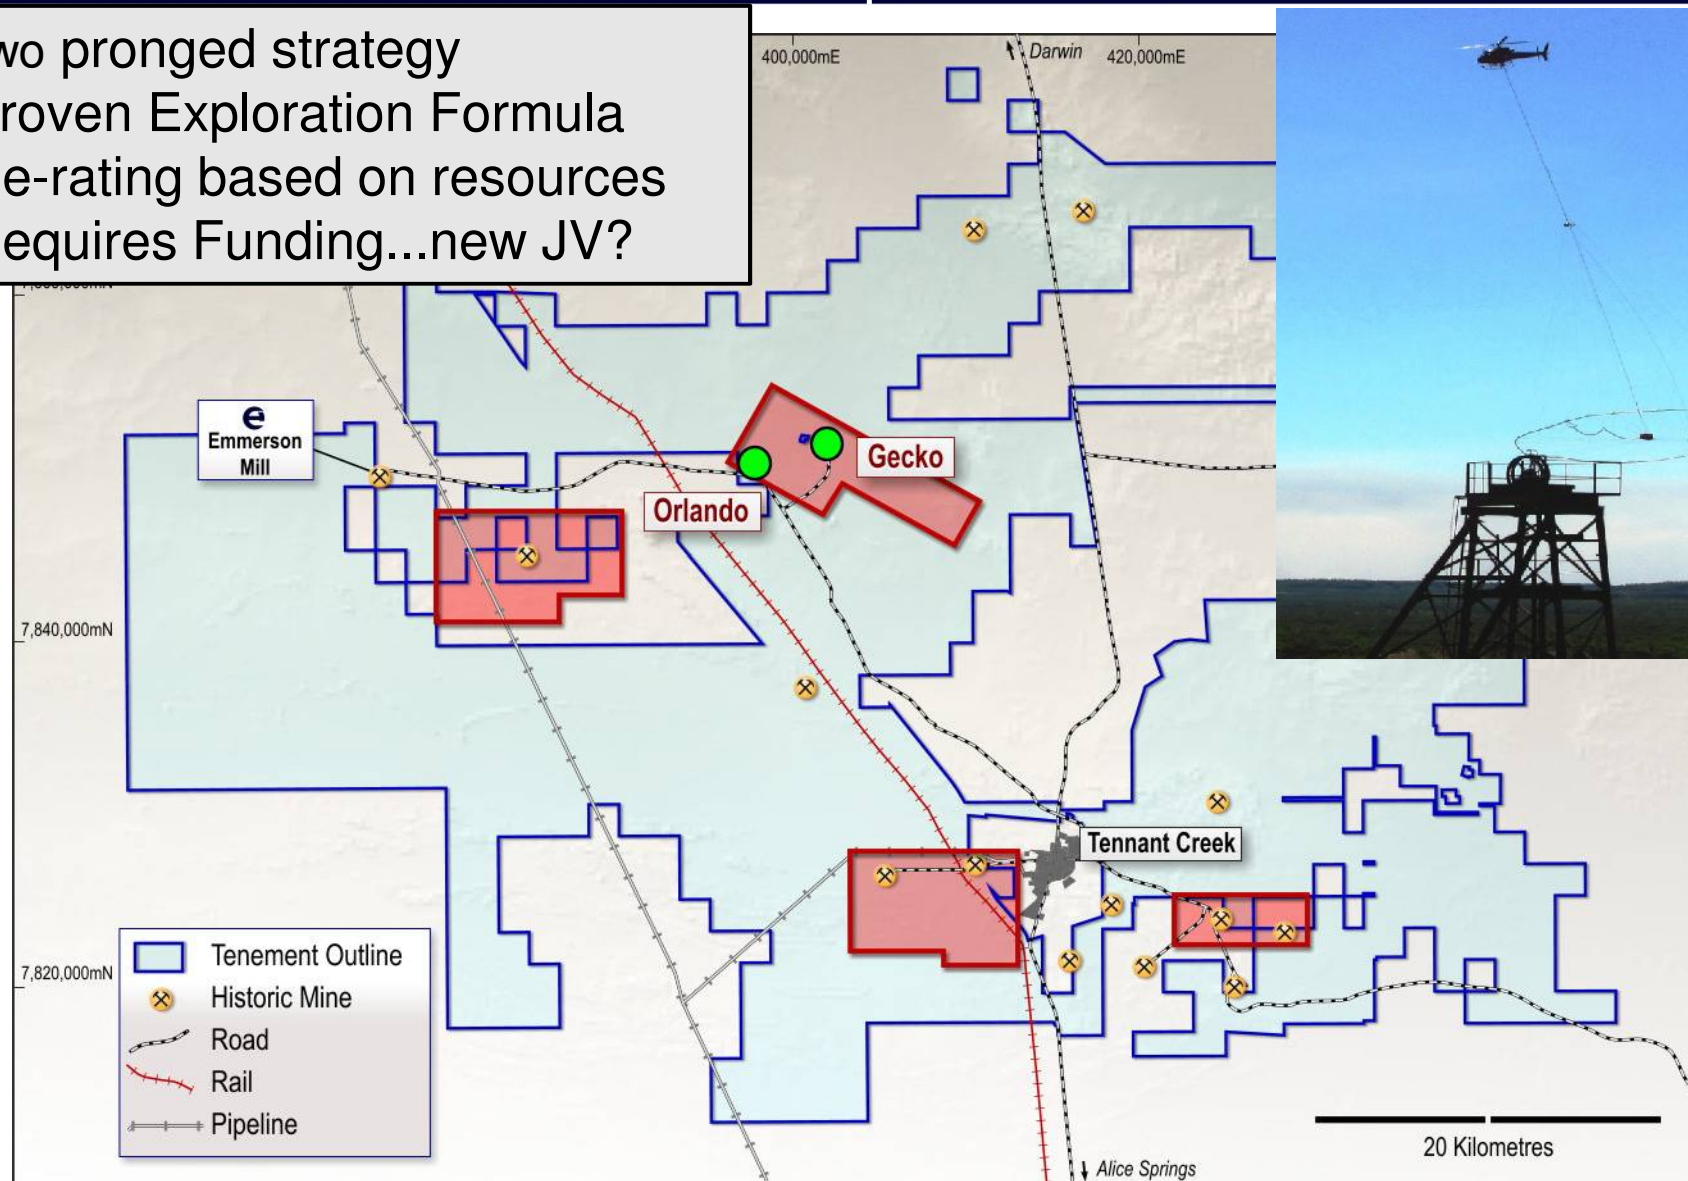 wo pronged strategy
roven Exploration Formula
e-rating based on resources
equires Funding...new JV?
400,000mE
Darwin
420,000mE
Emmerson
Mill
Gecko
Orlando
7,840,000mN
Tennant Creek
7,820,000mN
Tenement Outline
Historic Mine
Road
Rail
Pipeline
20 Kilometres
Alice Springs